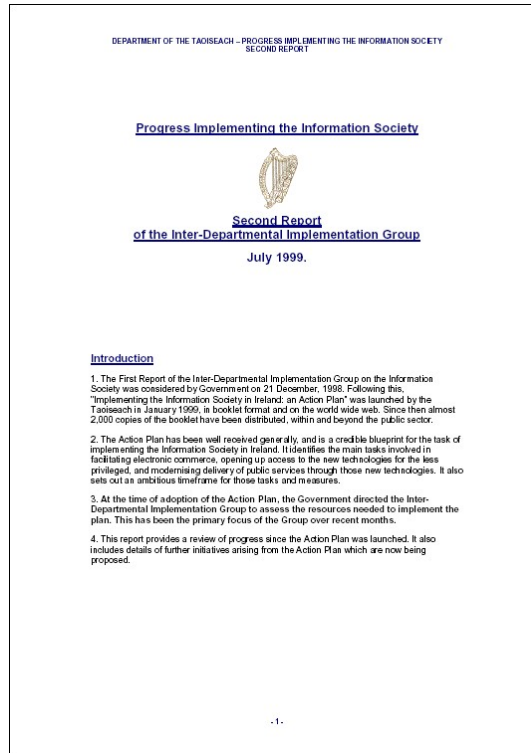 DEPARTMENT OF THE TAOISEACH – PROGRESS IMPLEMENTING THE INFORMATION SOCIETY
SECOND REPORT
Progress Implementing the Information Society
Second Report
of the Inter-Departmental Implementation Group
July 1999.
Introduction
1. The First Report of the Inter-Departmental Implementation Group on the Information
Society was considered by Government on 21 December, 1998. Following this,
"Implementing the Information Society in Ireland: an Action Plan" was launched by the
Taoiseach in January 1999, in booklet format and on the world wide web. Since then almost
2,000 copies of the booklet have been distributed, within and beyond the public sector.
2. The Action Plan has been well received generally, and is a credible blueprint for the task of
implementing the Information Society in Ireland. It identifies the main tasks involved in
facilitating electronic commerce, opening up access to the new technologies for the less
privileged, and modernising delivery of public services through those new technologies. It also
sets out an ambitious timeframe for those tasks and measures.
3. At the time of adoption of the Action Plan, the Government directed the Inter-
Departmental Implementation Group to assess the resources needed to implement the
plan. This has been the primary focus of the Group over recent months.
4. This report provides a review of progress since the Action Plan was launched. It also
includes details of further initiatives arising from the Action Plan which are now being
proposed.
- 1 -